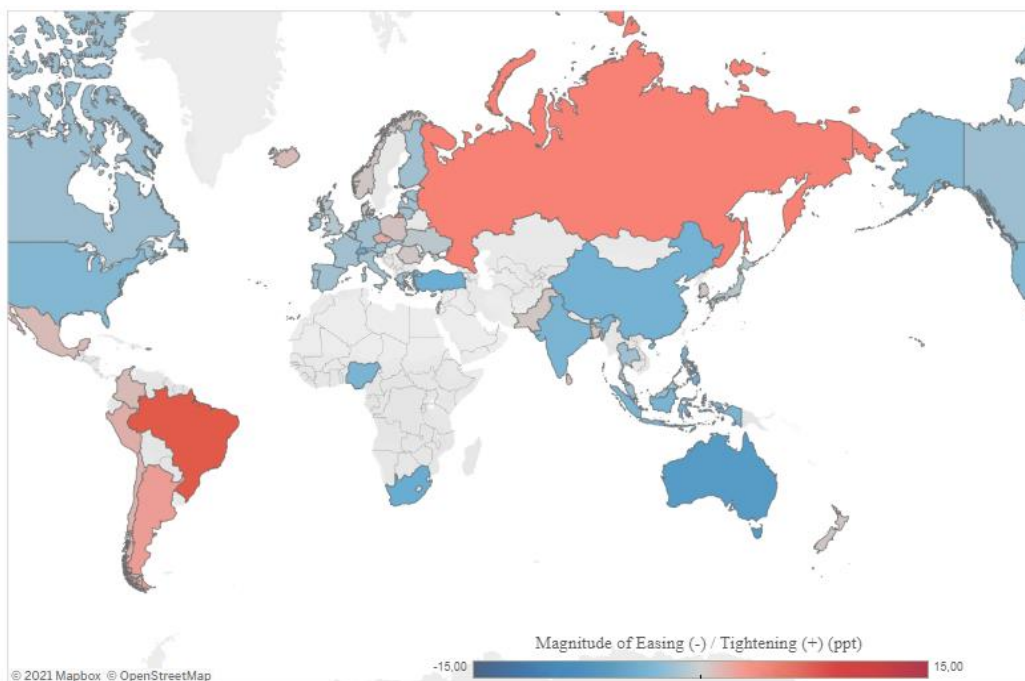 Magnitude of Easing (-) / Tightening (+) (ppt)
-15,00 15,00
© 2021 Mapbox © OpenStreetMap